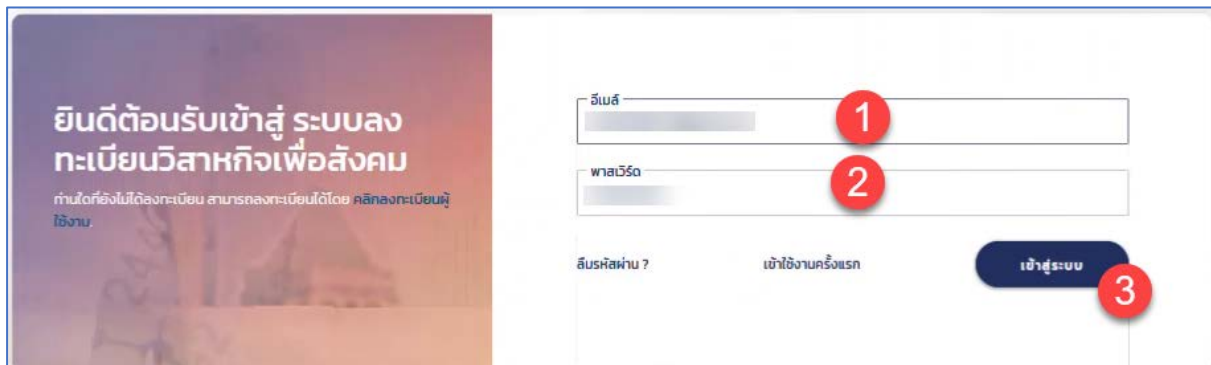 ยินดีต้อนรับเข้าสู่ ระบบลง
ทะเบียนวิสาหกิจเพื่อสังคม
ท่านใดที่ยังไม่ได้ลงทะเบียน สามารถลงทะเบียนได้โดย คลิกลงทะเบียนผู้
ใช้งาน
อีเมล์
1
พาสเวิร์ด
2
ลืมรหัสผ่าน ?
เข้าใช้งานครั้งแรก
เข้าสู่ระบบ
3